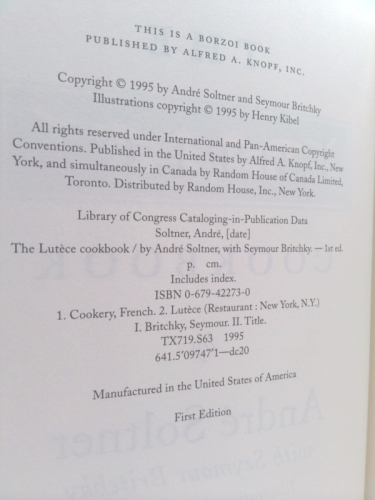 THIS IS A BORZOI BOOK
PUBLISHED BY ALFRED A. KNOPF, INC.
Copyright © 1995 by André Soltner and Seymour Britchky
Illustrations copyright © 1995 by Henry Kibel
All rights reserved under International and Pan-American Copyright
Conventions. Published in the United States by Alfred A. Knopf, Inc., New
York, and simultaneously in Canada by Random House of Canada Limited,
Toronto. Distributed by Random House, Inc., New York.
Library of Congress Cataloging-in-Publication Data
Soltner, André, [date]
The Lutèce cookbook / by André Soltner, with Seymour Britchky. — 1st ed.
p. cm.
Includes index.
ISBN 0-679-42273-0
1. Cookery, French. 2. Lutèce (Restaurant : New York, N.Y.)
I. Britchky, Seymour. II. Title.
TX719.S63 1995
641.5'09747'1—dc20
Manufactured in the United States of America
First Edition
André Soltner
with Seymour Britchky